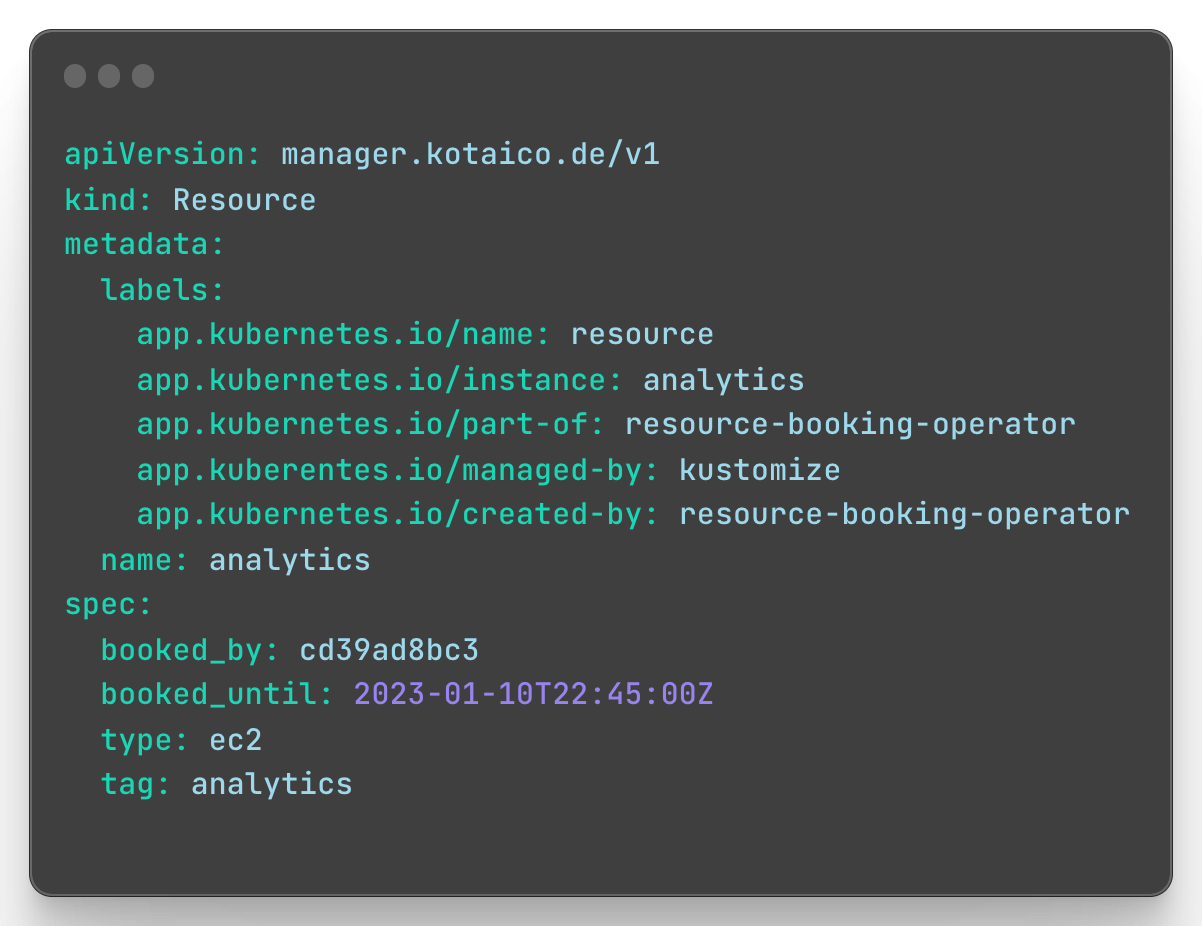 apiVersion: manager.kotaico.de/v1
kind: Resource
metadata:
  labels:
    app.kubernetes.io/name: resource
    app.kubernetes.io/instance: analytics
    app.kubernetes.io/part-of: resource-booking-operator
    app.kuberentes.io/managed-by: kustomize
    app.kubernetes.io/created-by: resource-booking-operator
  name: analytics
spec:
  booked_by: cd39ad8bc3
  booked_until: 2023-01-10T22:45:00Z
  type: ec2
  tag: analytics